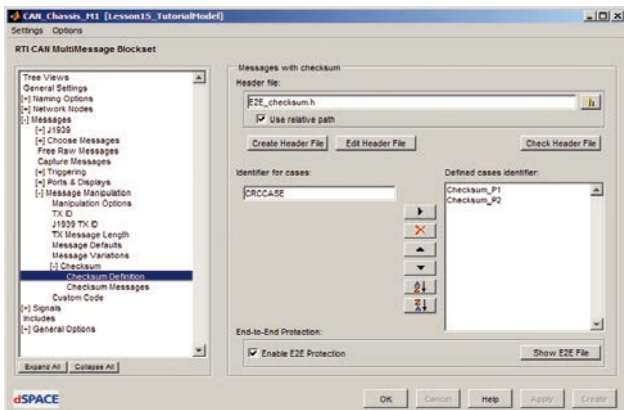 CAN_Chassis_M1 [Lesson15_TutorialModel]
Settings Options
RTI CAN MultiMessage Blockset
Tree Views
General Settings
[+] Naming Options
[+] Network Nodes
[-] Messages
[+] J1939
[+] Choose Messages
Free Raw Messages
Capture Messages
[+] Triggering
[+] Ports & Displays
[-] Message Manipulation
Manipulation Options
TX ID
J1939 TX ID
TX Message Length
Message Defaults
Message Variations
[-] Checksum
Checksum Definition
Checksum Messages
Custom Code
[+] Signals
Includes
[+] General Options
Expand All Collapse All
Messages with checksum
Header file:
E2E_checksum.h
Use relative path
Create Header File Edit Header File Check Header File
Identifier for cases:
CRCCASE
Defined cases identifier:
Checksum_P1
Checksum_P2
End-to-End Protection:
Enable E2E Protection Show E2E File
dSPACE OK Cancel Help Apply Create